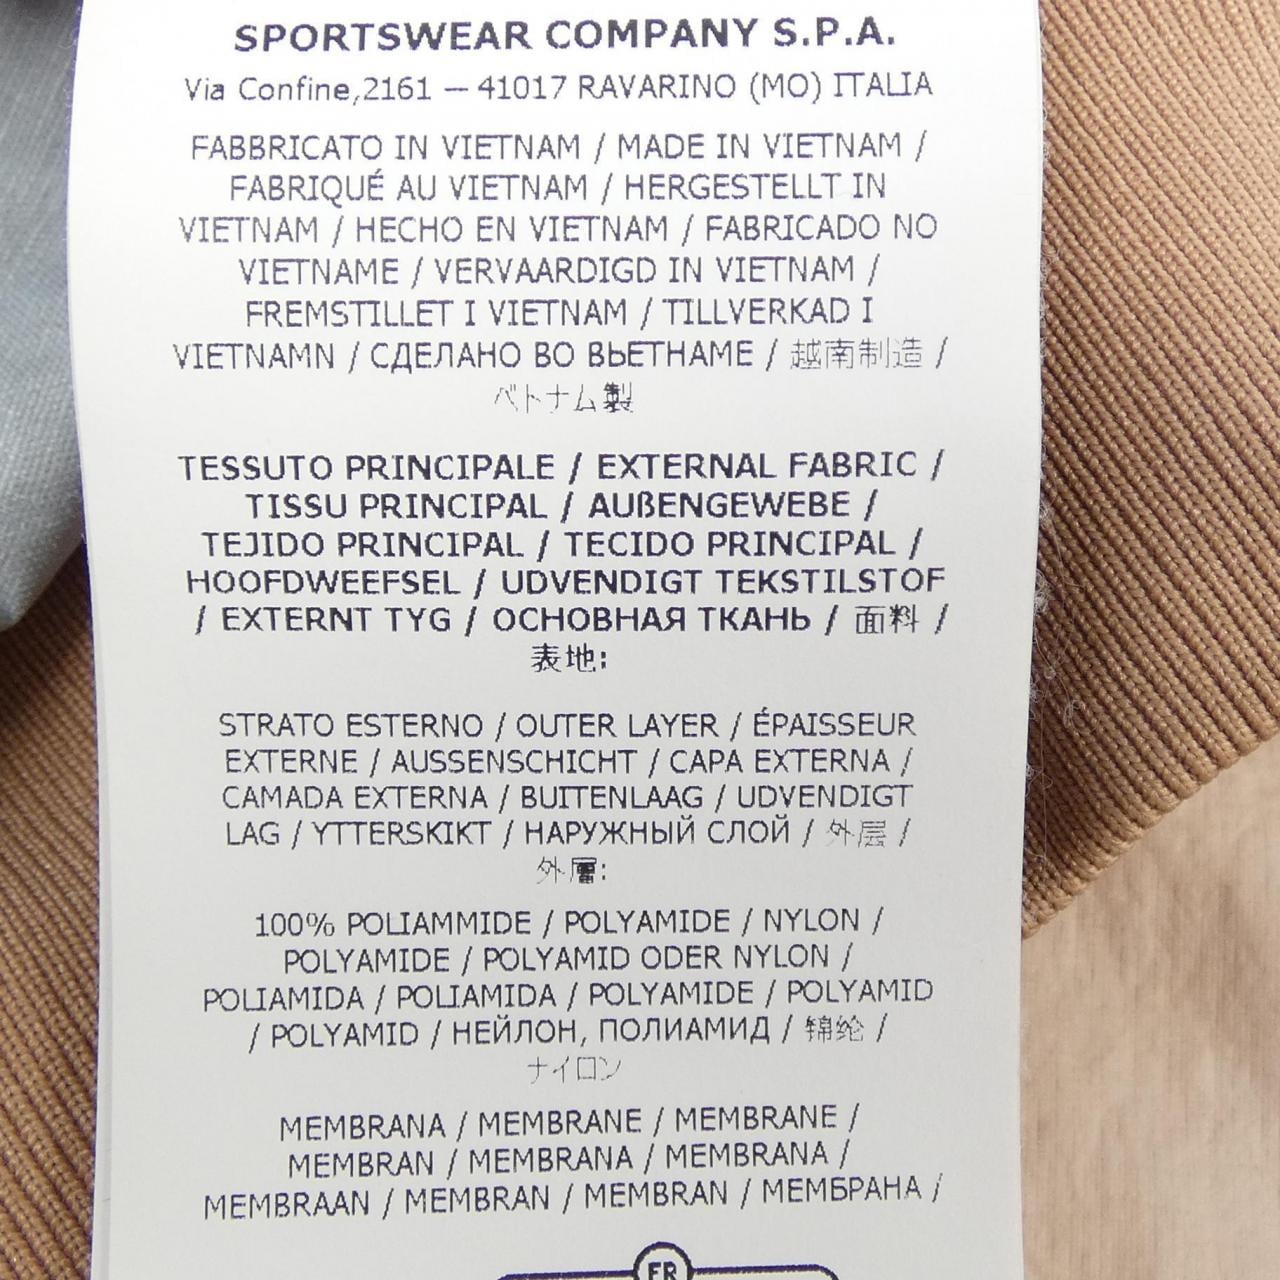 SPORTSWEAR COMPANY S.P.A.
Via Confine,2161 – 41017 RAVARINO (MO) ITALIA
FABBRICATO IN VIETNAM / MADE IN VIETNAM /
FABRIQUÉ AU VIETNAM / HERGESTELLT IN
VIETNAM / HECHO EN VIETNAM / FABRICADO NO
VIETNAME / VERVAARDIGD IN VIETNAM /
FREMSTILLET I VIETNAM / TILLVERKAD I
VIETNAMN / СДЕЛАНО ВО ВЬЕТНАМЕ / 越南制造 /
ベトナム製
TESSUTO PRINCIPALE / EXTERNAL FABRIC /
TISSU PRINCIPAL / AUßENGEWEBE /
TEJIDO PRINCIPAL / TECIDO PRINCIPAL /
HOOFDWEEFSEL / UDVENDIGT TEKSTILSTOF
/ EXTERNT TYG / ОСНОВНАЯ ТКАНЬ / 面料 /
表地:
STRATO ESTERNO / OUTER LAYER / ÉPAISSEUR
EXTERNE / AUSSENSCHICHT / CAPA EXTERNA /
CAMADA EXTERNA / BUITENLAAG / UDVENDIGT
LAG / YTTERSKIKT / НАРУЖНЫЙ СЛОЙ / 外层 /
外層:
100% POLIAMMIDE / POLYAMIDE / NYLON /
POLYAMIDE / POLYAMID ODER NYLON /
POLIAMIDA / POLIAMIDA / POLYAMIDE / POLYAMID
/ POLYAMID / НЕЙЛОН, ПОЛИАМИД / 锦纶 /
ナイロン
MEMBRANA / MEMBRANE / MEMBRANE /
MEMBRAN / MEMBRANA / MEMBRANA /
MEMBRAAN / MEMBRAN / MEMBRAN / МЕМБРАНА /
FR